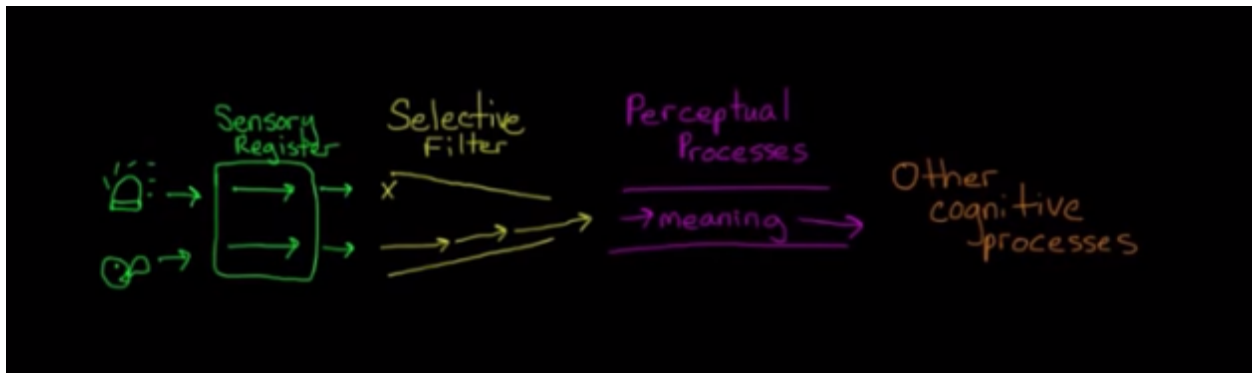 Sensory
Register
Selective
Filter
x
Perceptual
Processes
meaning
Other
cognitive
processes